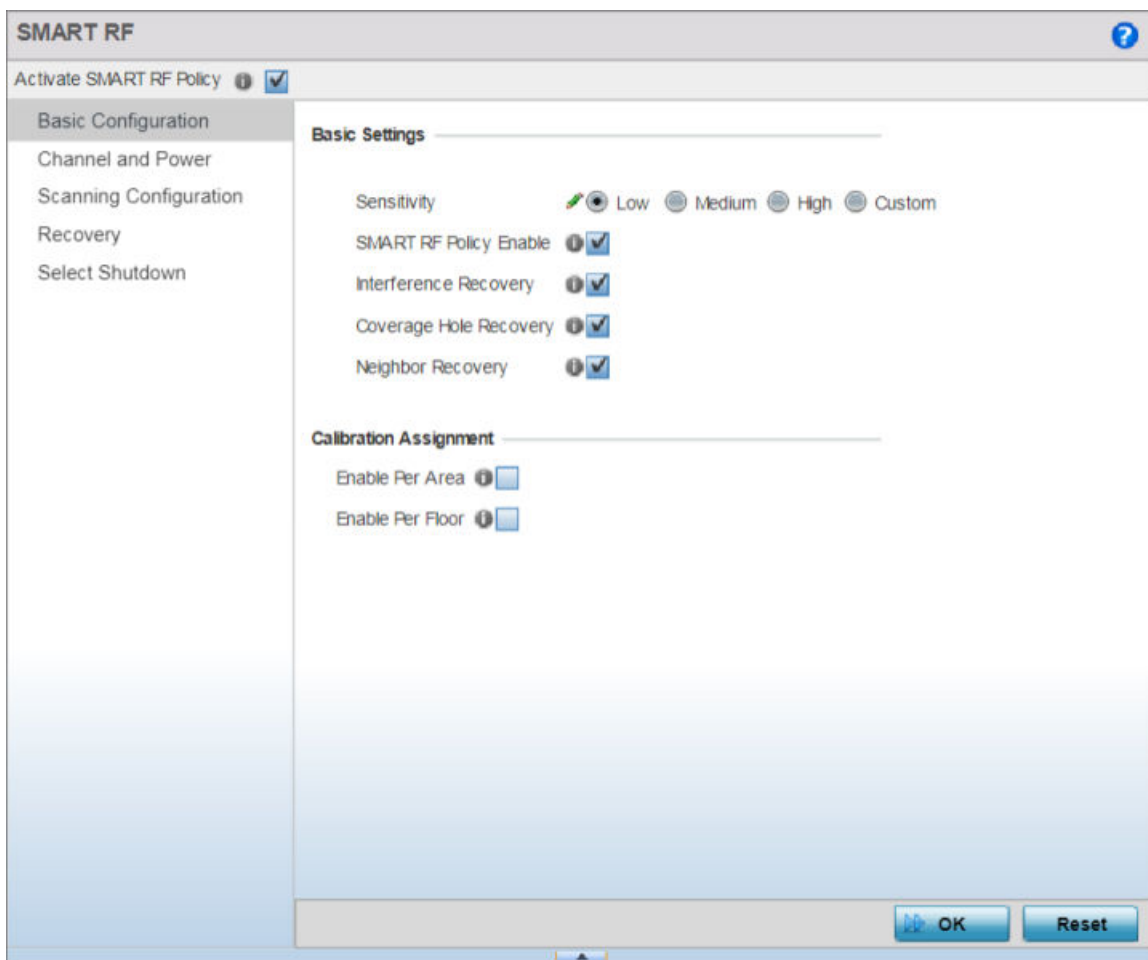 SMART RF
?
Activate SMART RF Policy
Basic Configuration
Channel and Power
Scanning Configuration
Recovery
Select Shutdown
Basic Settings
Sensitivity Low Medium High Custom
SMART RF Policy Enable
Interference Recovery
Coverage Hole Recovery
Neighbor Recovery
Calibration Assignment
Enable Per Area
Enable Per Floor
OK Reset